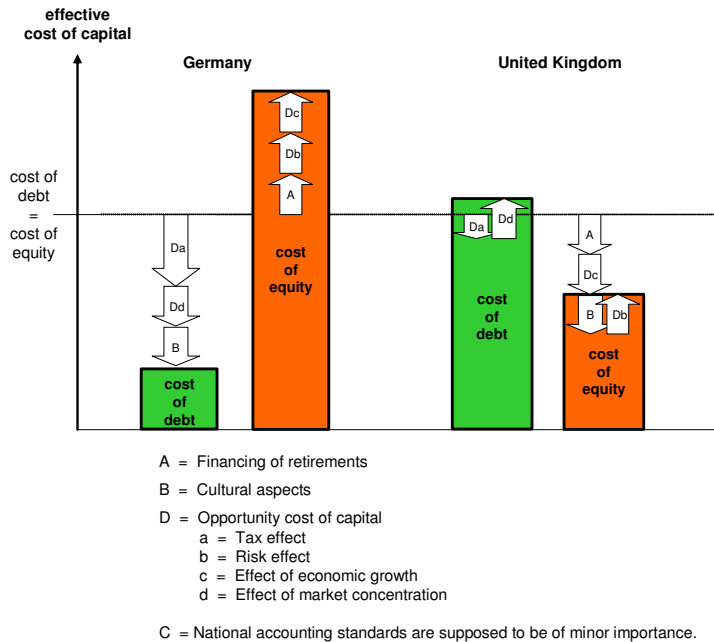 effective
cost of capital
Germany
United Kingdom
cost of
debt
=
cost of
equity
Da
Dd
B
cost
of
debt
Dc
Db
A
cost
of
equity
Da
Dd
cost
of
debt
A
Dc
B
Db
cost
of
equity
A = Financing of retirements
B = Cultural aspects
D = Opportunity cost of capital
a = Tax effect
b = Risk effect
c = Effect of economic growth
d = Effect of market concentration
C = National accounting standards are supposed to be of minor importance.